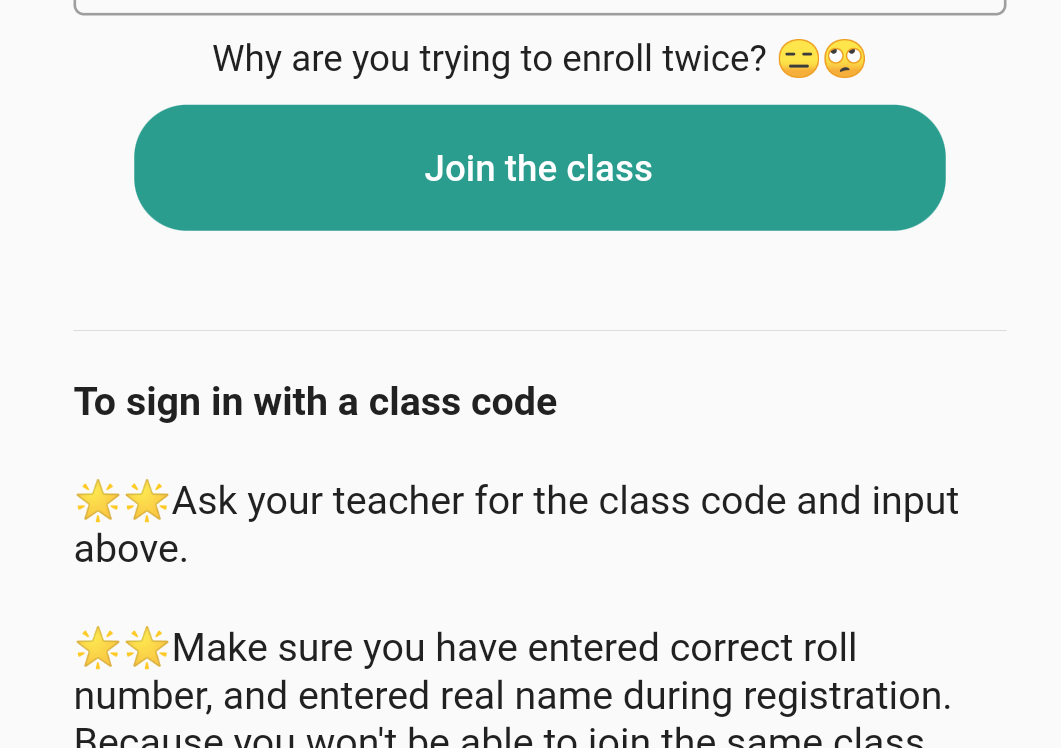 Why are you trying to enroll twice? 😑🙄
Join the class
To sign in with a class code
🌟🌟Ask your teacher for the class code and input
above.
🌟🌟Make sure you have entered correct roll
number, and entered real name during registration.
Because you won't be able to join the same class